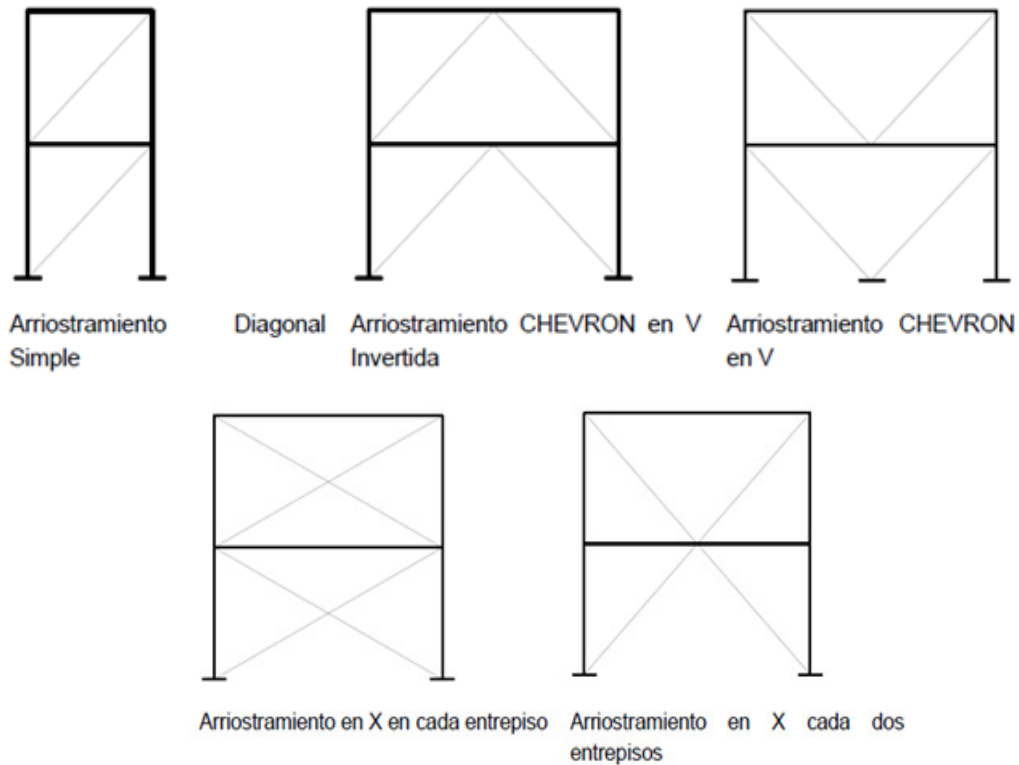 Arriostramiento Diagonal
Simple
Arriostramiento CHEVRON en V
Invertida
Arriostramiento CHEVRON
en V
Arriostramiento en X en cada entrepiso
Arriostramiento en X cada dos
entrepisos